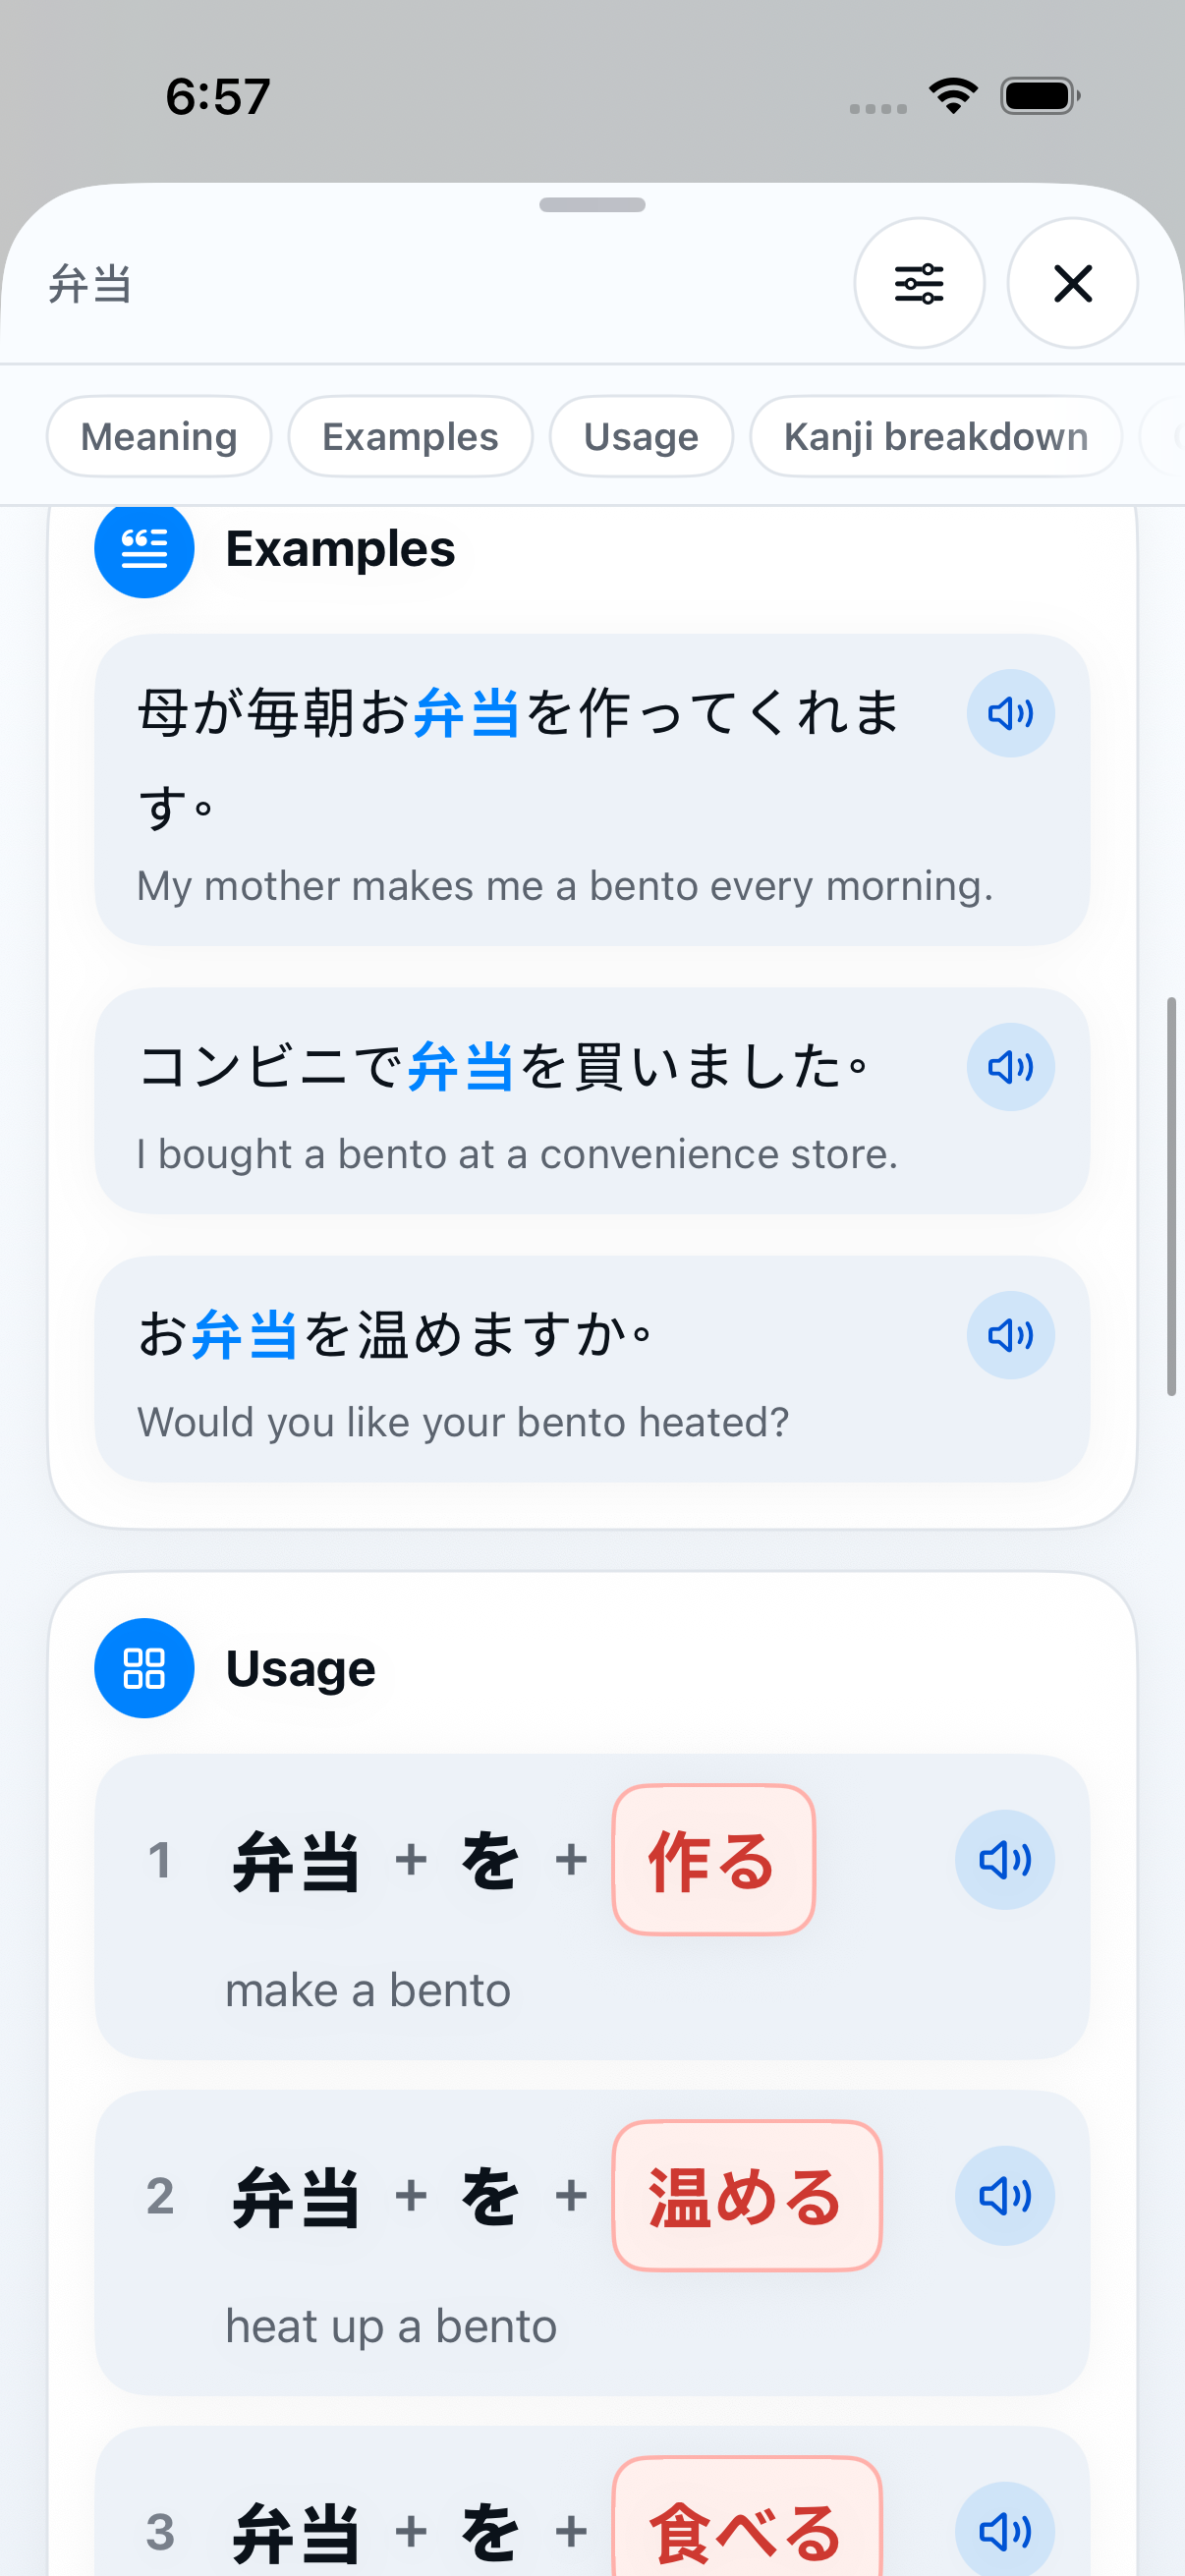 6:57
弁当
Meaning
Examples
Usage
Kanji breakdown
Examples
母が毎朝お弁当を作ってくれま
す。
My mother makes me a bento every morning.
コンビニで弁当を買いました。
I bought a bento at a convenience store.
お弁当を温めますか。
Would you like your bento heated?
Usage
1 弁当 + を + 作る
make a bento
2 弁当 + を + 温める
heat up a bento
3 弁当 + を + 食べる